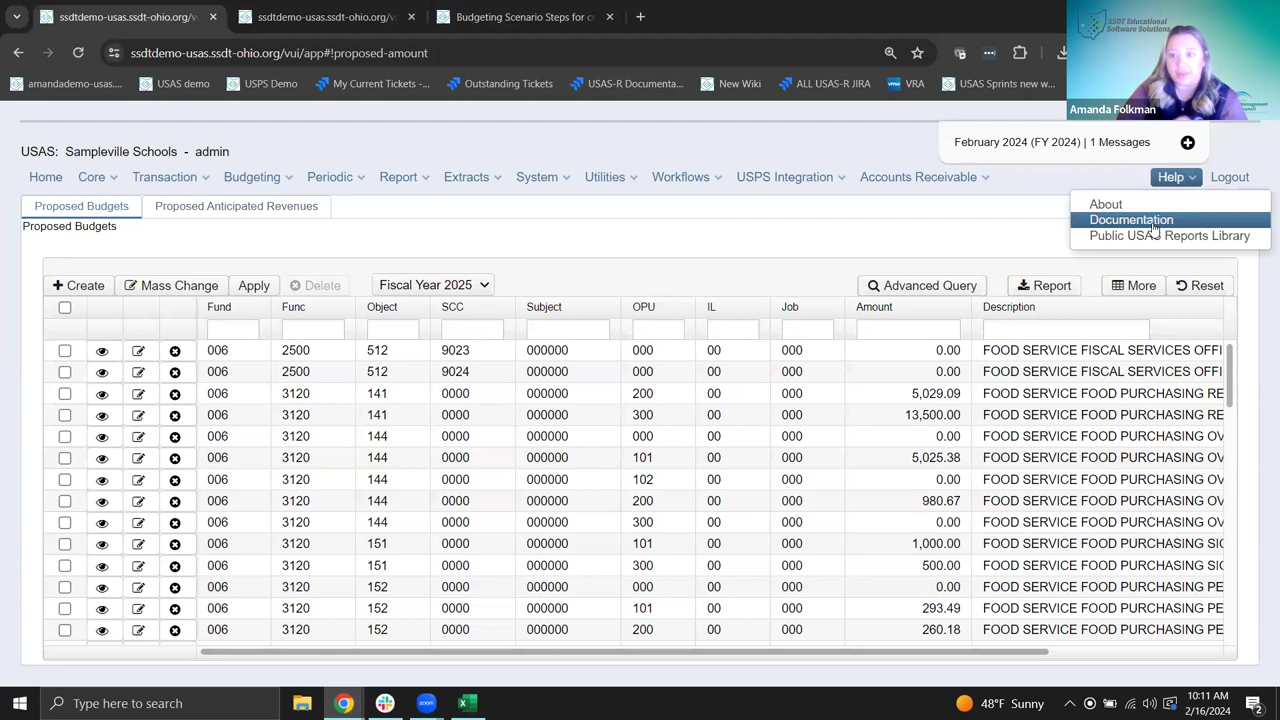 ssdtdemo-usas.ssdt-ohio.org/v
ssdtdemo-usas.ssdt-ohio.org/v
Budgeting Scenario Steps for cr
ssdtdemo-usas.ssdt-ohio.org/vui/app#!proposed-amount
amandademo-usas....
USAS demo
USPS Demo
My Current Tickets -...
Outstanding Tickets
USAS-R Documenta...
New Wiki
ALL USAS-R JIRA
VRA
USAS Sprints new w
SSDT Educational
Software Solutions
Amanda Folkman
February 2024 (FY 2024) | 1 Messages
USAS: Sampleville Schools - admin
Home Core Transaction Budgeting Periodic Report Extracts System Utilities Workflows USPS Integration Accounts Receivable Help Logout
About
Documentation
Public USAS Reports Library
Proposed Budgets Proposed Anticipated Revenues
Proposed Budgets
Create Mass Change Apply Delete Fiscal Year 2025 Advanced Query Report More Reset
Fund Func Object SCC Subject OPU IL Job Amount Description
006 2500 512 9023 000000 000 00 000 0.00 FOOD SERVICE FISCAL SERVICES OFFI
006 2500 512 9024 000000 000 00 000 0.00 FOOD SERVICE FISCAL SERVICES OFFI
006 3120 141 0000 000000 200 00 000 5,029.09 FOOD SERVICE FOOD PURCHASING RE
006 3120 141 0000 000000 300 00 000 13,500.00 FOOD SERVICE FOOD PURCHASING RE
006 3120 144 0000 000000 000 00 000 0.00 FOOD SERVICE FOOD PURCHASING OV
006 3120 144 0000 000000 101 00 000 5,025.38 FOOD SERVICE FOOD PURCHASING OV
006 3120 144 0000 000000 102 00 000 0.00 FOOD SERVICE FOOD PURCHASING OV
006 3120 144 0000 000000 200 00 000 980.67 FOOD SERVICE FOOD PURCHASING OV
006 3120 144 0000 000000 300 00 000 0.00 FOOD SERVICE FOOD PURCHASING OV
006 3120 151 0000 000000 101 00 000 1,000.00 FOOD SERVICE FOOD PURCHASING SIC
006 3120 151 0000 000000 300 00 000 500.00 FOOD SERVICE FOOD PURCHASING SIC
006 3120 152 0000 000000 000 00 000 0.00 FOOD SERVICE FOOD PURCHASING PE
006 3120 152 0000 000000 101 00 000 293.49 FOOD SERVICE FOOD PURCHASING PE
006 3120 152 0000 000000 200 00 000 260.18 FOOD SERVICE FOOD PURCHASING PE
Type here to search
zoom
48°F Sunny
10:11 AM
2/16/2024
2